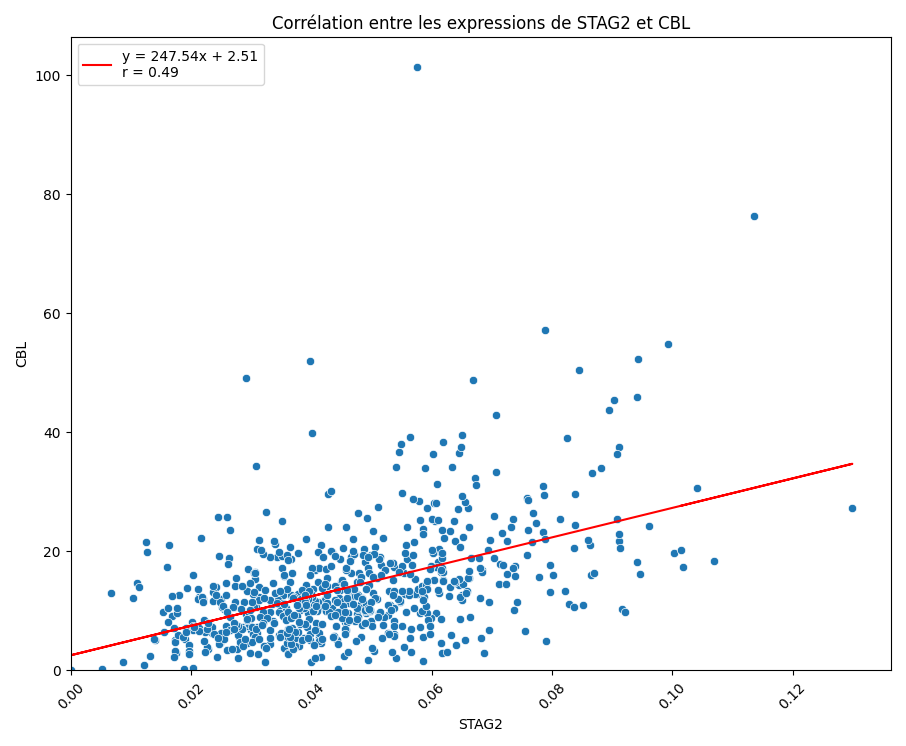 Corrélation entre les expressions de STAG2 et CBL
y = 247.54x + 2.51
r = 0.49
100
80
60
40
20
0
CBL
0.00
0.02
0.04
0.06
0.08
0.10
0.12
STAG2